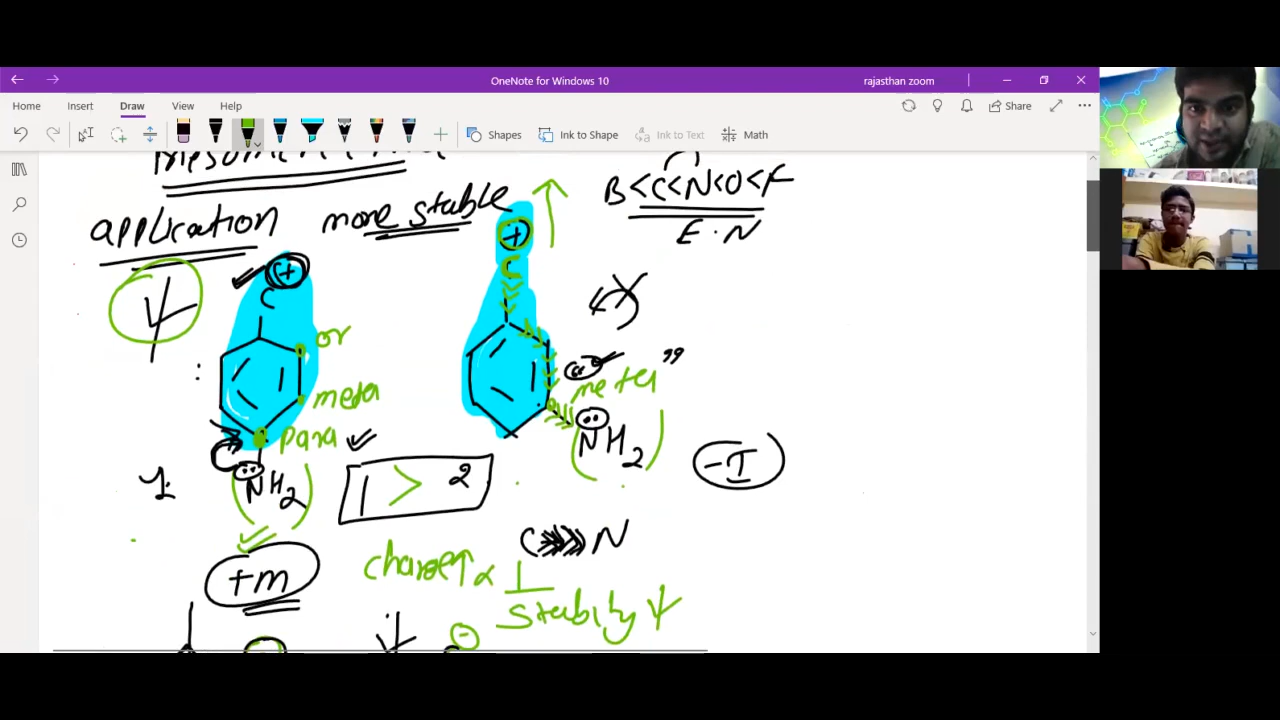 OneNote for Windows 10
rajasthan zoom
Home Insert Draw View Help
Share
Shapes
Ink to Shape
Ink to Text
Math
B<C<N<O<F
E.N
application more stable
+
C
+
C
or
meta
para
meta "
NH2
NH2
-I
1 > 2
C N
+m
charge↑ ∝ 1
stability ↓
-